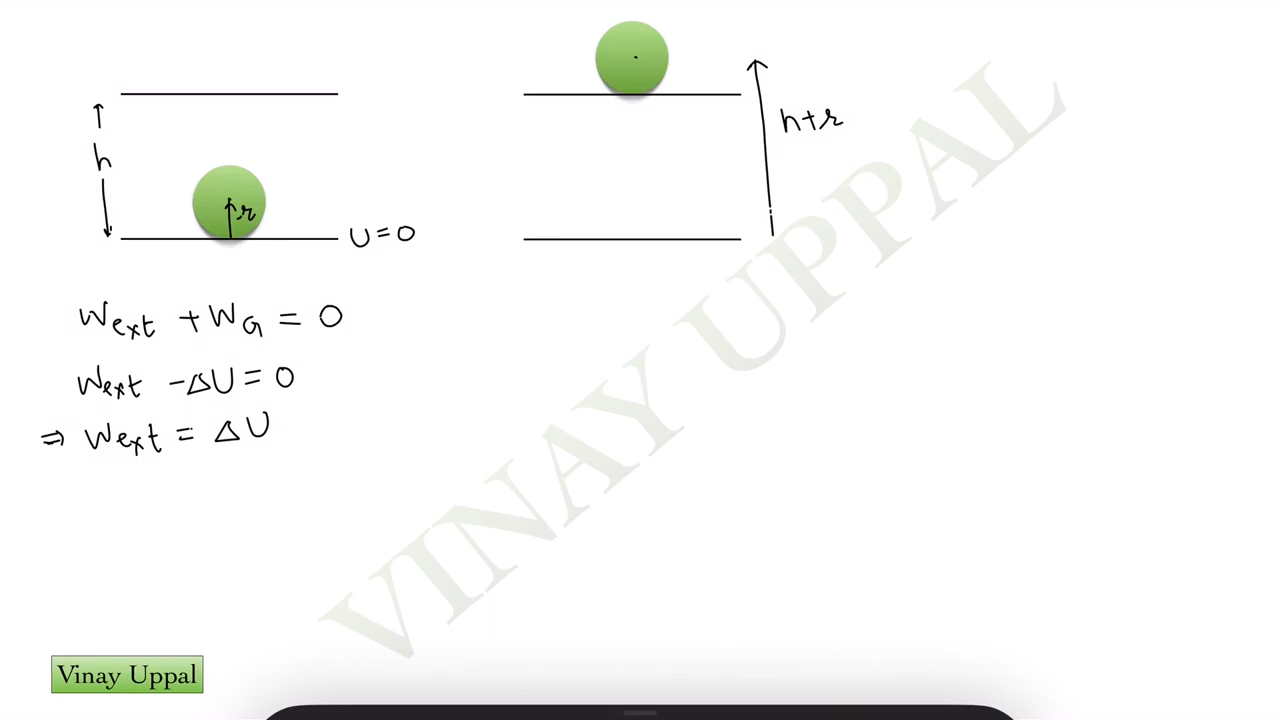 h
r
U = 0
h+r
Wext + WG = 0
Wext - ΔU = 0
⇒ Wext = ΔU
VINAY UPPAL
Vinay Uppal